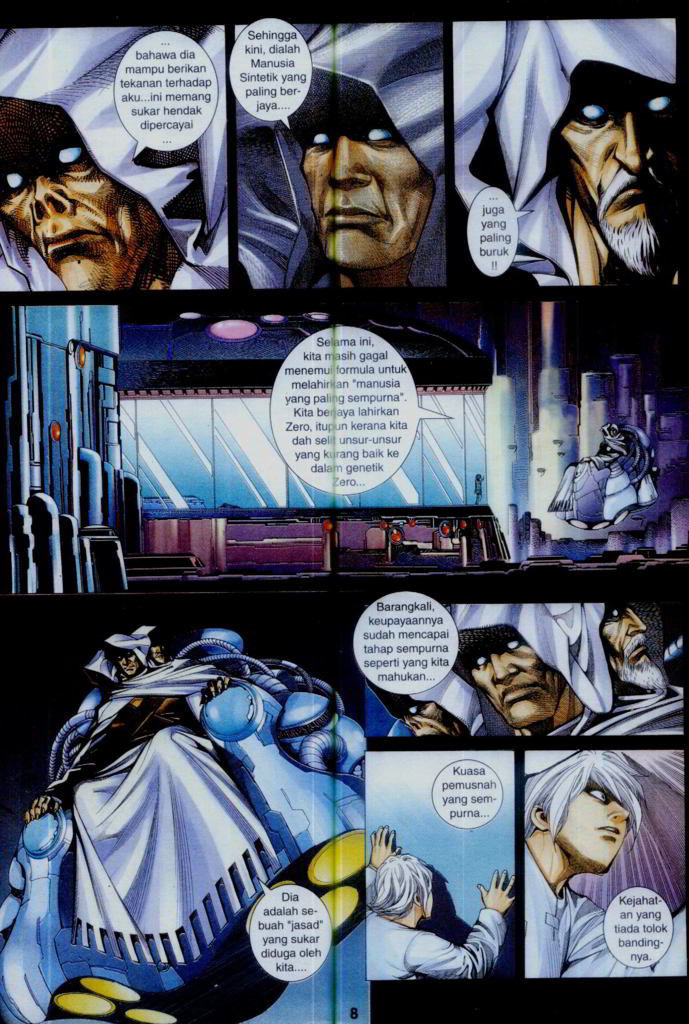 ...
bahawa dia
mampu berikan
tekanan terhadap
aku...ini memang
sukar hendak
dipercayai
...
Sehingga
kini, dialah
Manusia
Sintetik yang
paling ber-
jaya....
...
juga
yang
paling
buruk
!!
Selama ini,
kita masih gagal
menemui formula untuk
melahirkan "manusia
yang paling sempurna".
Kita berjaya lahirkan
Zero, itupun kerana kita
dah selit unsur-unsur
yang kurang baik ke
dalam genetik
Zero...
Barangkali,
keupayaannya
sudah mencapai
tahap sempurna
seperti yang kita
mahukan...
Dia
adalah se-
buah "jasad"
yang sukar
diduga oleh
kita....
Kuasa
pemusnah
yang sem-
purna...
Kejahat-
an yang
tiada tolok
banding-
nya.
8